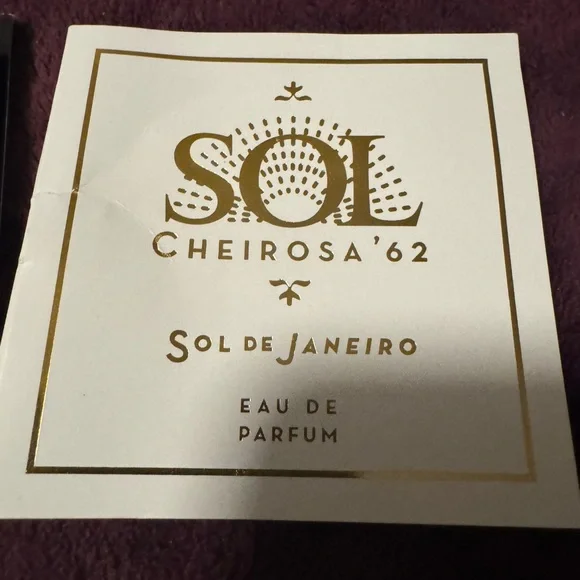 SOL
CHEIROSA '62
SOL DE JANEIRO
EAU DE
PARFUM